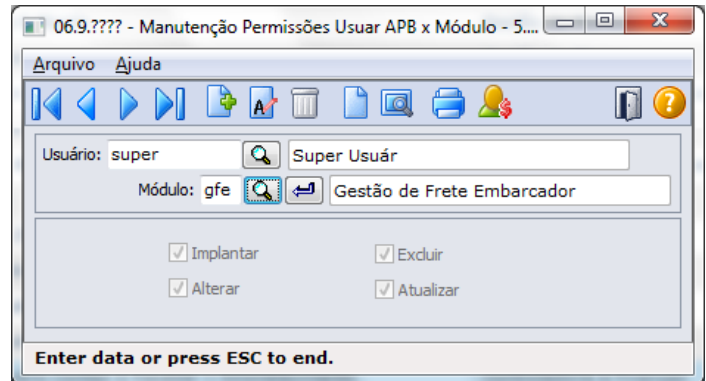 06.9.???? - Manutenção Permissões Usuar APB x Módulo - 5....
Arquivo Ajuda
Usuário: super Super Usuár
Módulo: gfe Gestão de Frete Embarcador
Implantar Excluir
Alterar Atualizar
Enter data or press ESC to end.